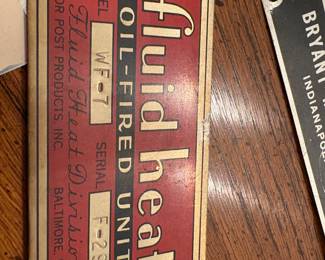 fluid heat
OIL-FIRED UNIT
EL WF-7 SERIAL F-29
Fluid Heat Division
OR POST PRODUCTS, INC.
BALTIMORE,
BRYANT
INDIANAPO